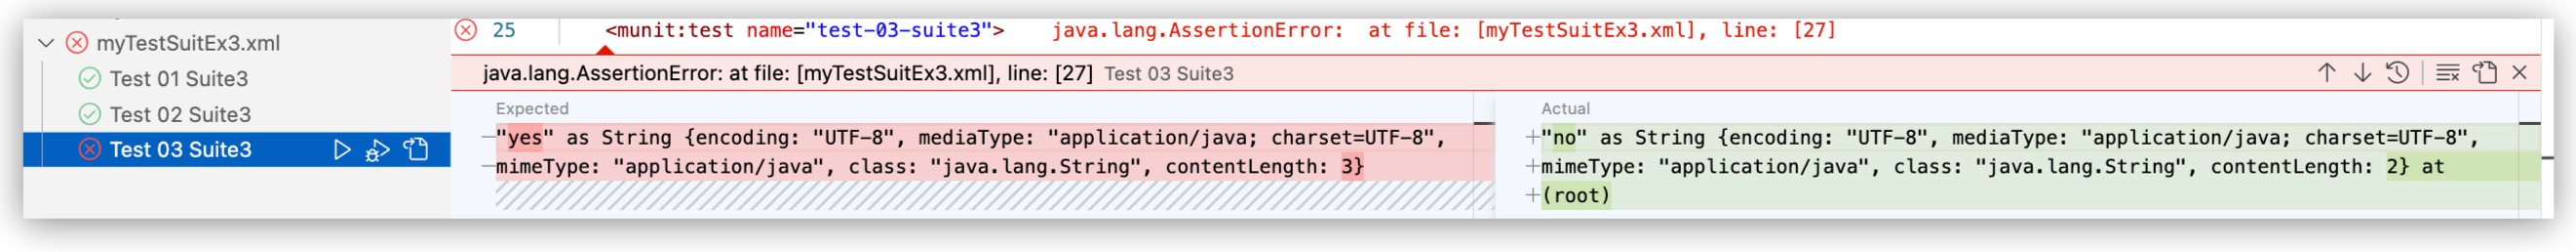 myTestSuitEx3.xml
Test 01 Suite3
Test 02 Suite3
Test 03 Suite3
25 <munit:test name="test-03-suite3"> java.lang.AssertionError: at file: [myTestSuitEx3.xml], line: [27]
java.lang.AssertionError: at file: [myTestSuitEx3.xml], line: [27] Test 03 Suite3
Expected
"yes" as String {encoding: "UTF-8", mediaType: "application/java; charset=UTF-8",
mimeType: "application/java", class: "java.lang.String", contentLength: 3}
Actual
"no" as String {encoding: "UTF-8", mediaType: "application/java; charset=UTF-8",
mimeType: "application/java", class: "java.lang.String", contentLength: 2} at
(root)